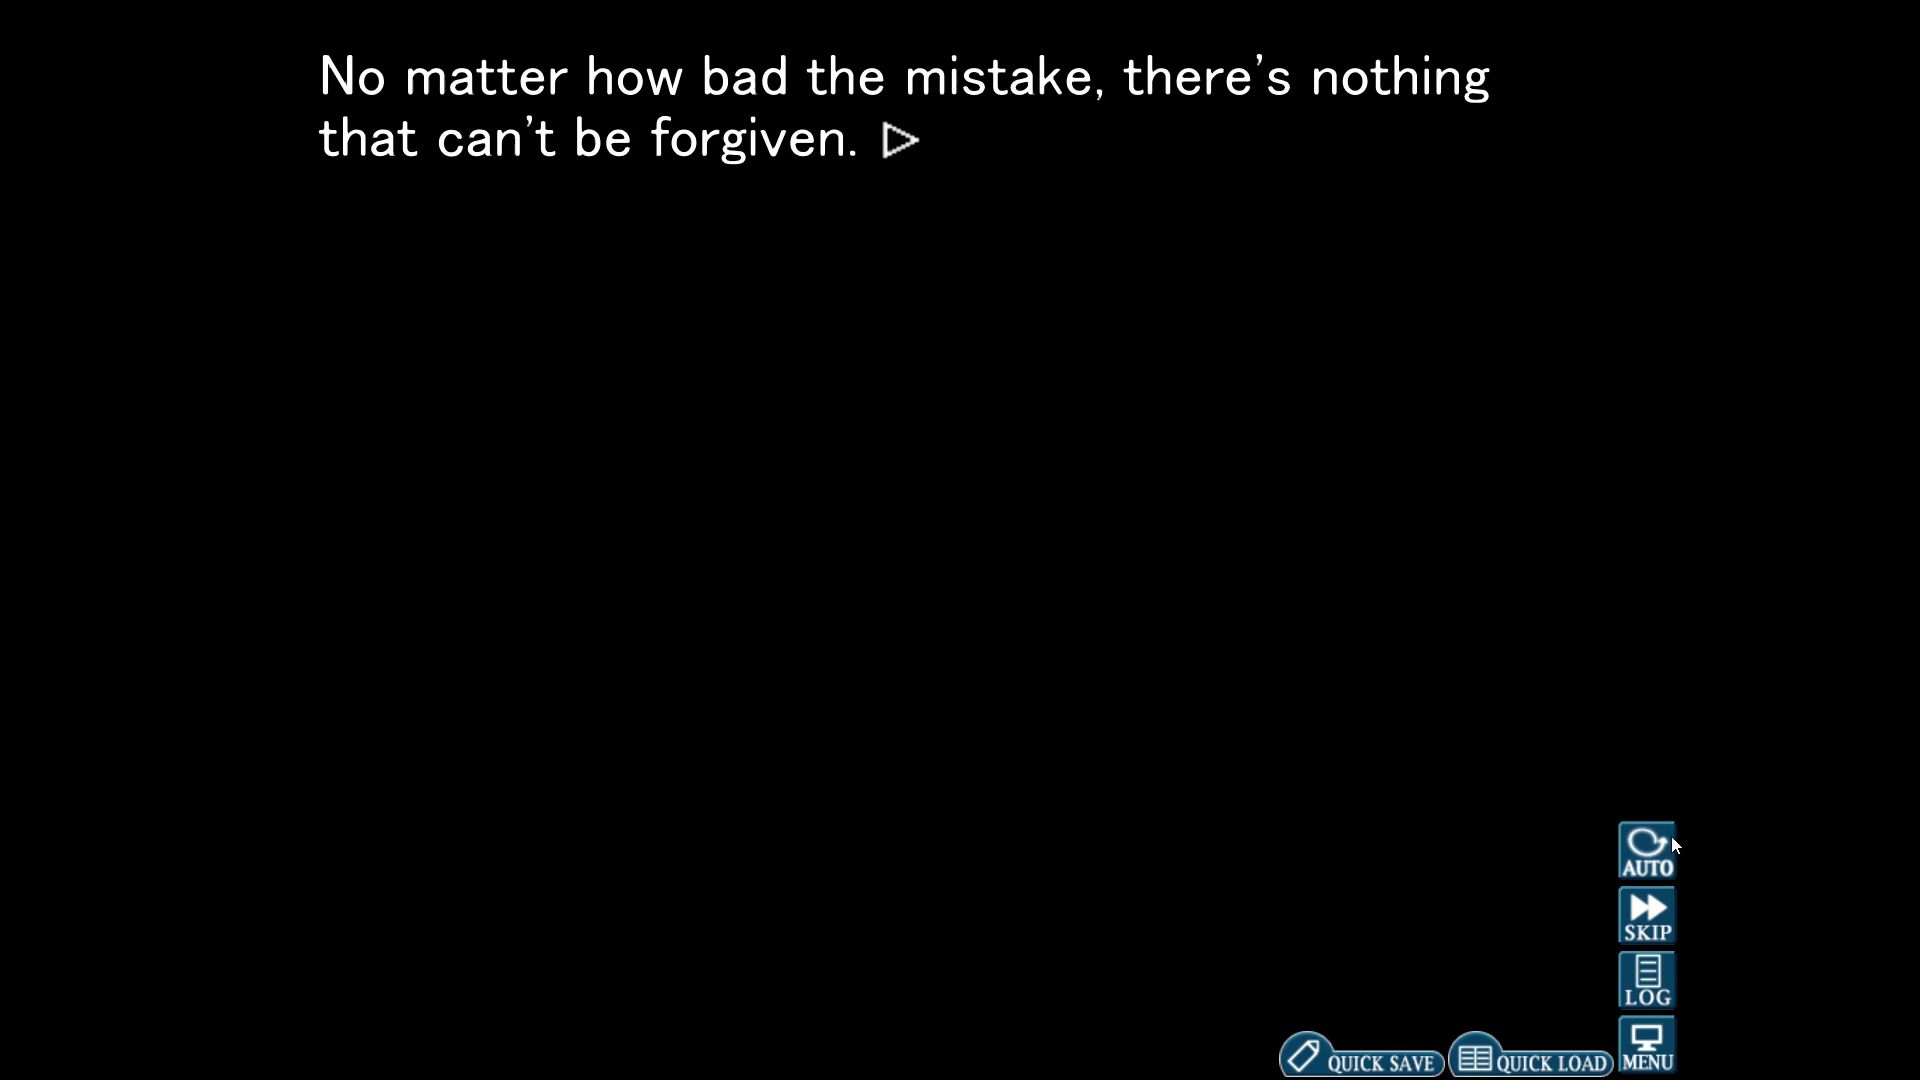 No matter how bad the mistake, there's nothing
that can't be forgiven.
AUTO
SKIP
LOG
QUICK SAVE
QUICK LOAD
MENU